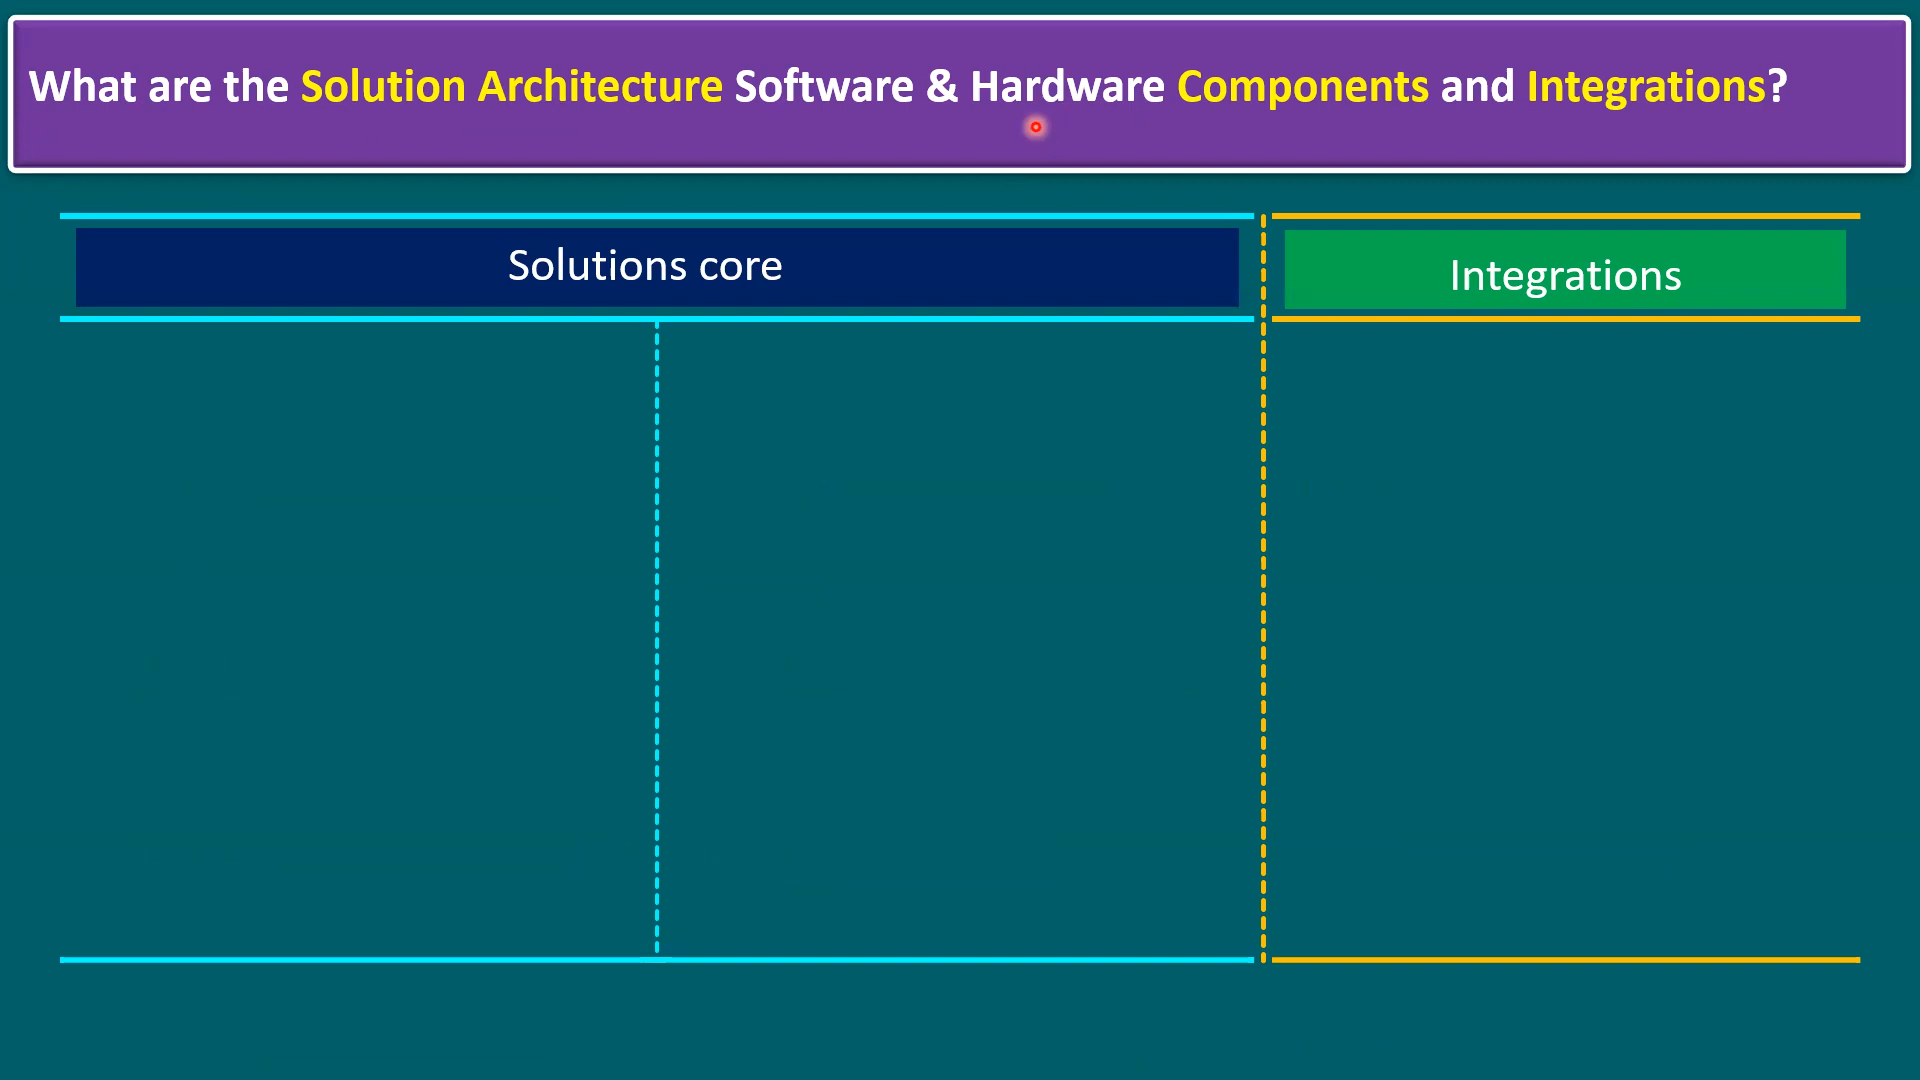 What are the Solution Architecture Software & Hardware Components and Integrations?
Solutions core
Integrations